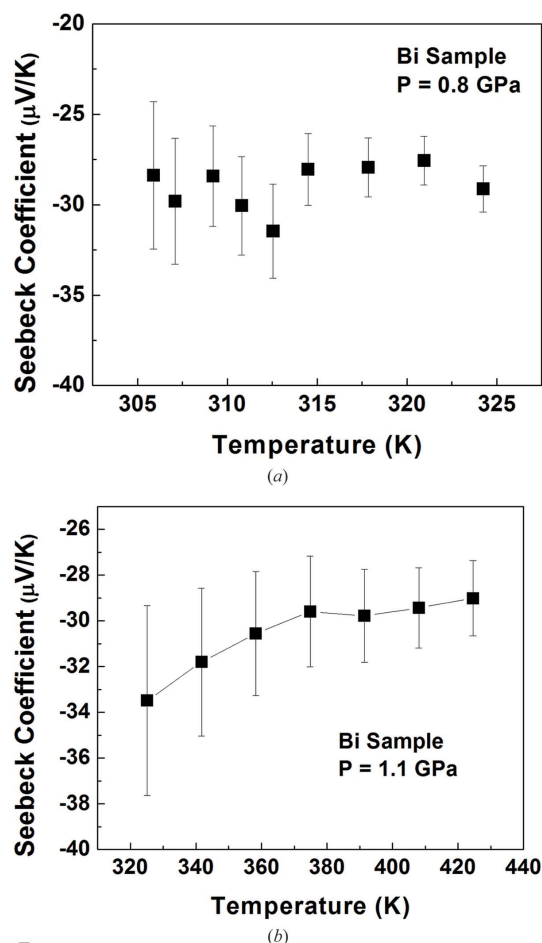 -20
-25
-30
-35
-40
Seebeck Coefficient (μV/K)
Bi Sample
P = 0.8 GPa
305 310 315 320 325
Temperature (K)
(a)
-26
-28
-30
-32
-34
-36
-38
-40
Seebeck Coefficient (μV/K)
Bi Sample
P = 1.1 GPa
320 340 360 380 400 420 440
Temperature (K)
(b)